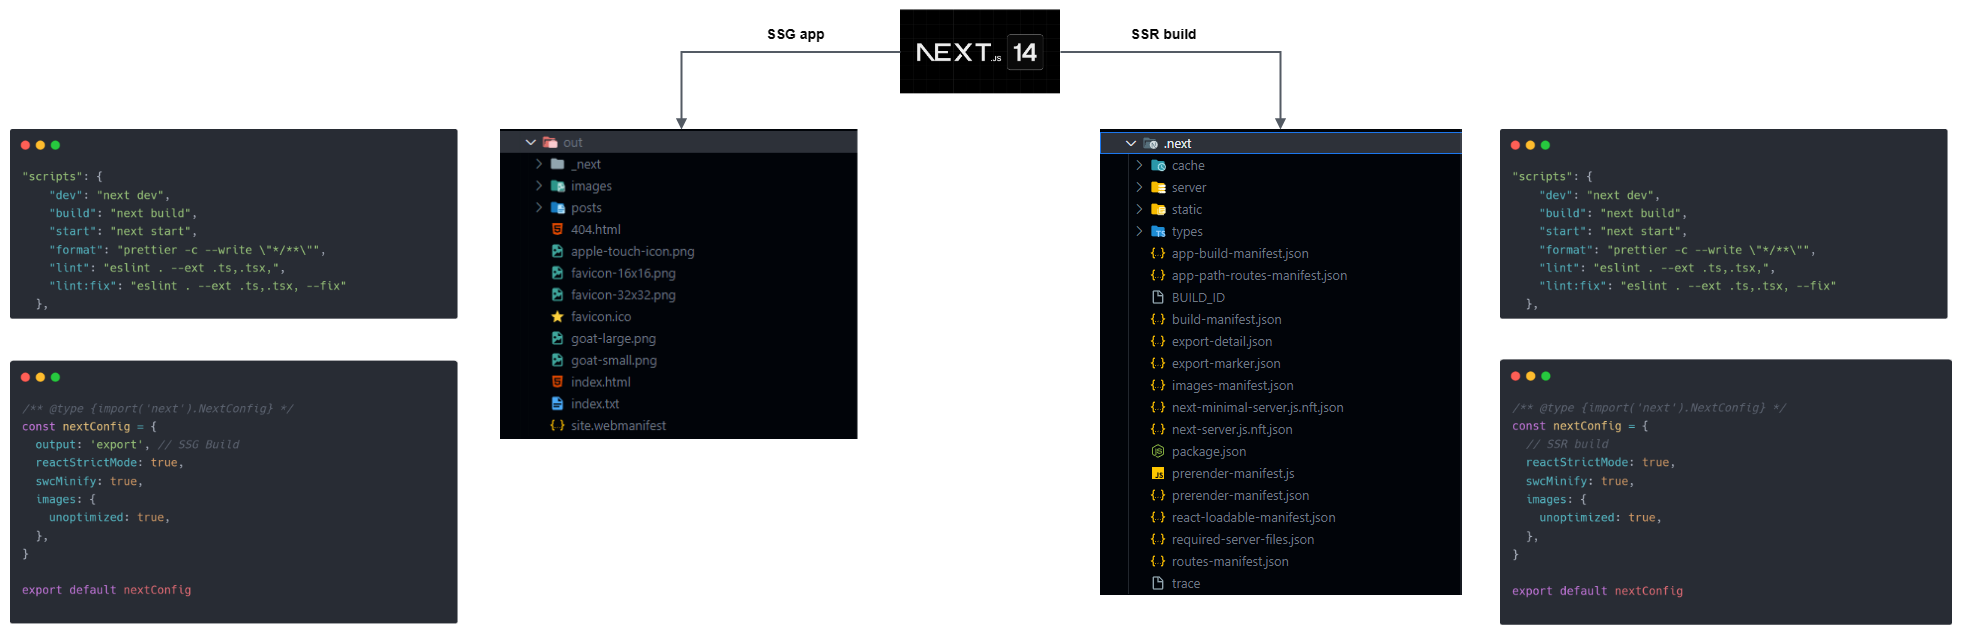 SSG app
NEXT.JS 14
SSR build
"scripts": {
"dev": "next dev",
"build": "next build",
"start": "next start",
"format": "prettier -c --write \"*/**\"",
"lint": "eslint . --ext .ts,.tsx,",
"lint:fix": "eslint . --ext .ts,.tsx, --fix"
},
/** @type {import('next').NextConfig} */
const nextConfig = {
output: 'export', // SSG Build
reactStrictMode: true,
swcMinify: true,
images: {
unoptimized: true,
},
}
export default nextConfig
out
_next
images
posts
404.html
apple-touch-icon.png
favicon-16x16.png
favicon-32x32.png
favicon.ico
goat-large.png
goat-small.png
index.html
index.txt
site.webmanifest
.next
cache
server
static
types
app-build-manifest.json
app-path-routes-manifest.json
BUILD_ID
build-manifest.json
export-detail.json
export-marker.json
images-manifest.json
next-minimal-server.js.nft.json
next-server.js.nft.json
package.json
prerender-manifest.js
prerender-manifest.json
react-loadable-manifest.json
required-server-files.json
routes-manifest.json
trace
"scripts": {
"dev": "next dev",
"build": "next build",
"start": "next start",
"format": "prettier -c --write \"*/**\"",
"lint": "eslint . --ext .ts,.tsx,",
"lint:fix": "eslint . --ext .ts,.tsx, --fix"
},
/** @type {import('next').NextConfig} */
const nextConfig = {
// SSR build
reactStrictMode: true,
swcMinify: true,
images: {
unoptimized: true,
},
}
export default nextConfig